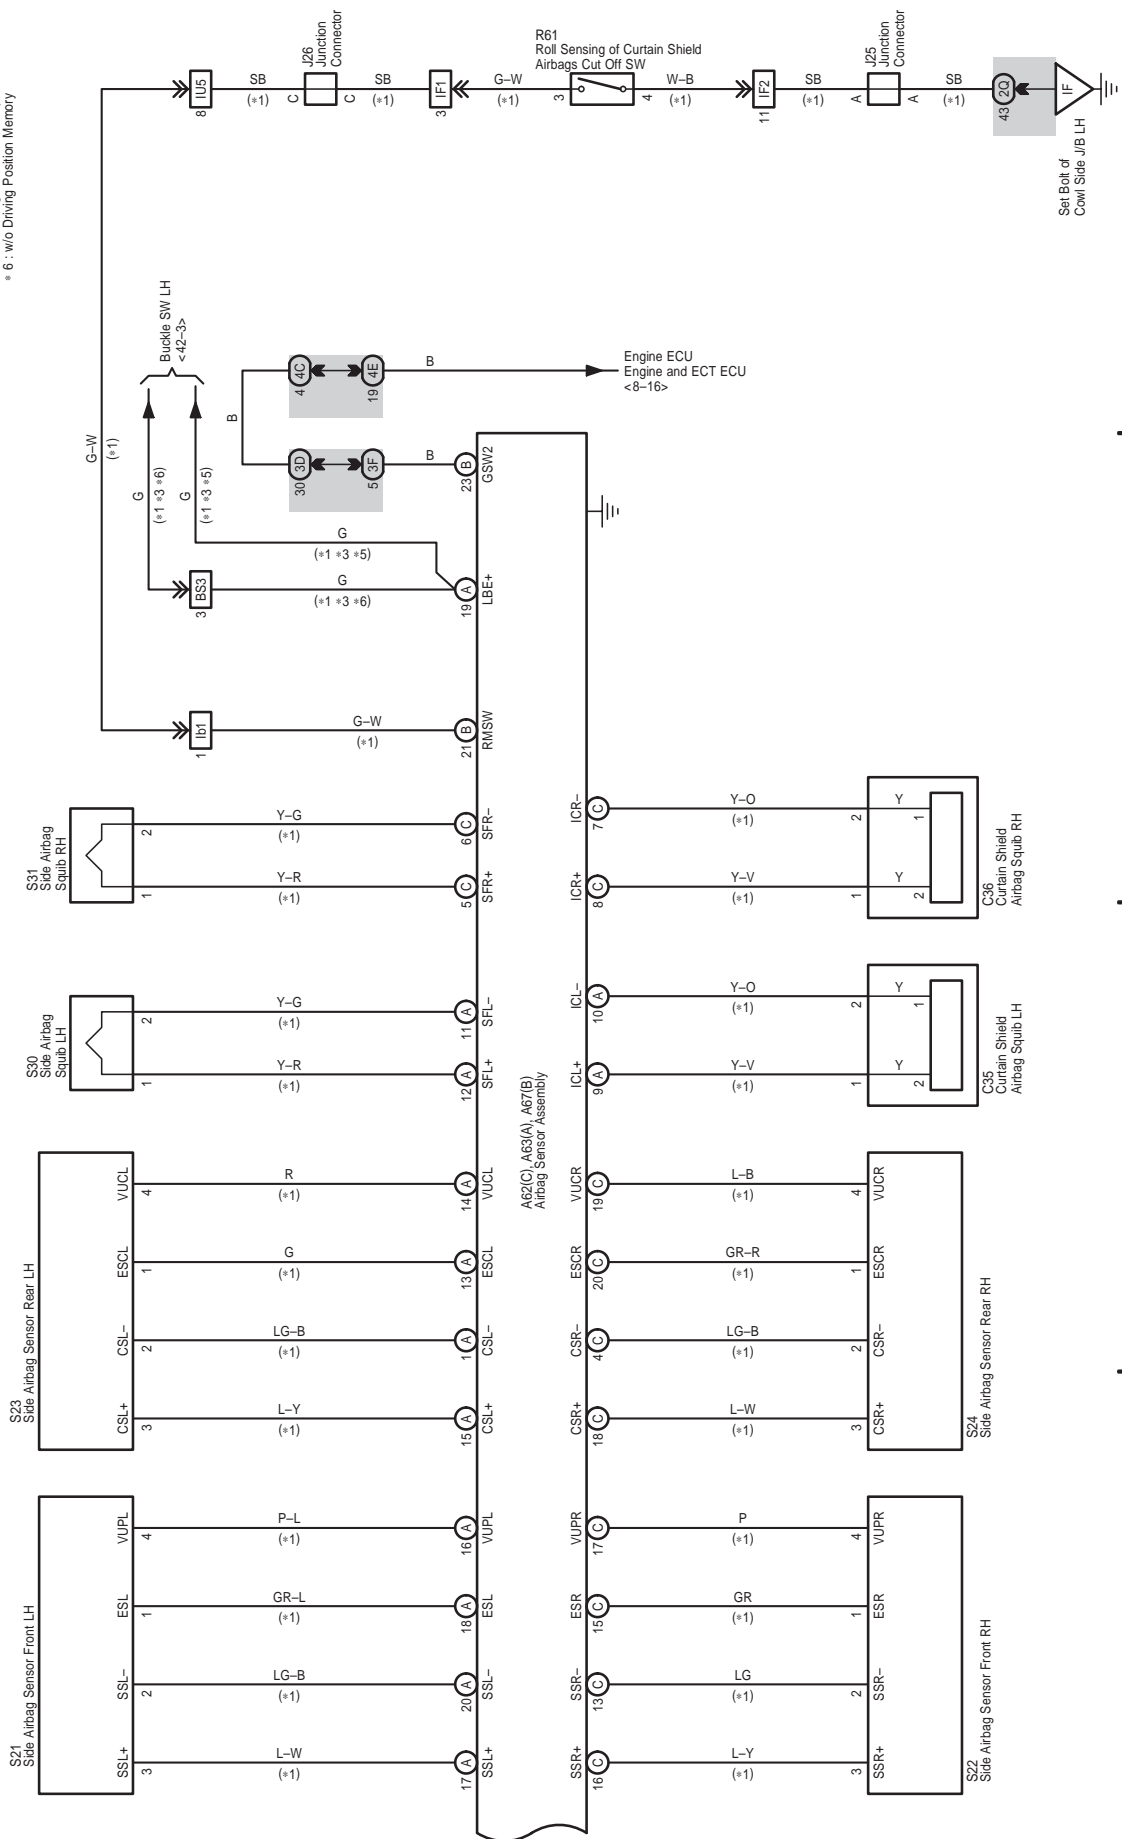 * 6 : w/o Driving Position Memory
G–W
(*1)
8 IU5
SB
(*1)
C
J26
Junction
Connector
C
SB
(*1)
3 IF1
G–W
(*1)
3
R61
Roll Sensing of Curtain Shield
Airbags Cut Off SW
4
W–B
(*1)
11 IF2
SB
(*1)
A
J25
Junction
Connector
A
SB
(*1)
43 2Q
IF
Set Bolt of
Cowl Side J/B LH
Buckle SW LH
<42–3>
G
(*1 *3 *6)
G
(*1 *3 *5)
B
4 4C
19 4E
B
Engine ECU
Engine and ECT ECU
<8–16>
30 3D
5 3F
B
23 B
GSW2
G
(*1 *3 *5)
3 BS3
G
(*1 *3 *6)
19 A
LBE+
1 Ib1
G–W
(*1)
21 B
RMSW
S31
Side Airbag
Squib RH
2
Y–G
(*1)
6 C
SFR–
1
Y–R
(*1)
5 C
SFR+
S30
Side Airbag
Squib LH
2
Y–G
(*1)
11 A
SFL–
1
Y–R
(*1)
12 A
SFL+
S23
Side Airbag Sensor Rear LH
VUCL
4
R
(*1)
14 A
VUCL
ESCL
1
G
(*1)
13 A
ESCL
CSL–
2
LG–B
(*1)
1 A
CSL–
CSL+
3
L–Y
(*1)
15 A
CSL+
S21
Side Airbag Sensor Front LH
VUPL
4
P–L
(*1)
16 A
VUPL
ESL
1
GR–L
(*1)
18 A
ESL
SSL–
2
LG–B
(*1)
20 A
SSL–
SSL+
3
L–W
(*1)
17 A
SSL+
A62(C), A63(A), A67(B)
Airbag Sensor Assembly
ICR–
7 C
Y–O
(*1)
2
Y
1
ICR+
8 C
Y–V
(*1)
1
Y
2
C36
Curtain Shield
Airbag Squib RH
ICL–
10 A
Y–O
(*1)
2
Y
1
ICL+
9 A
Y–V
(*1)
1
Y
2
C35
Curtain Shield
Airbag Squib LH
VUCR
19 C
L–B
(*1)
4
VUCR
ESCR
20 C
GR–R
(*1)
1
ESCR
CSR–
4 C
LG–B
(*1)
2
CSR–
CSR+
18 C
L–W
(*1)
3
CSR+
S24
Side Airbag Sensor Rear RH
VUPR
17 C
P
(*1)
4
VUPR
ESR
15 C
GR
(*1)
1
ESR
SSR–
13 C
LG
(*1)
2
SSR–
SSR+
16 C
L–Y
(*1)
3
SSR+
S22
Side Airbag Sensor Front RH